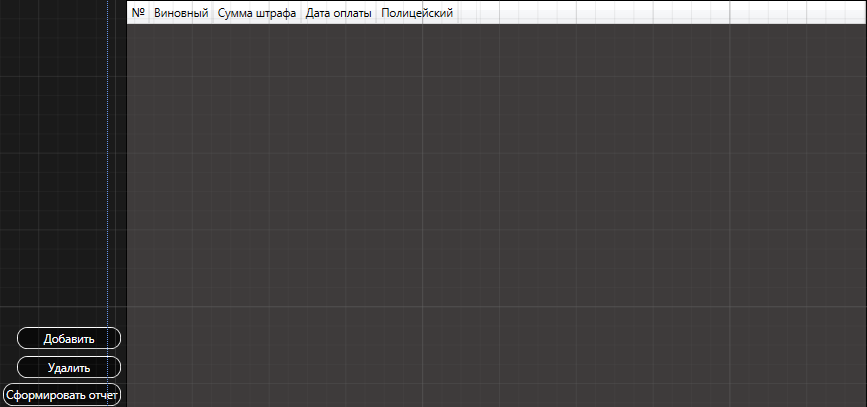 № Виновный Сумма штрафа Дата оплаты Полицейский
Добавить
Удалить
Сформировать отчет